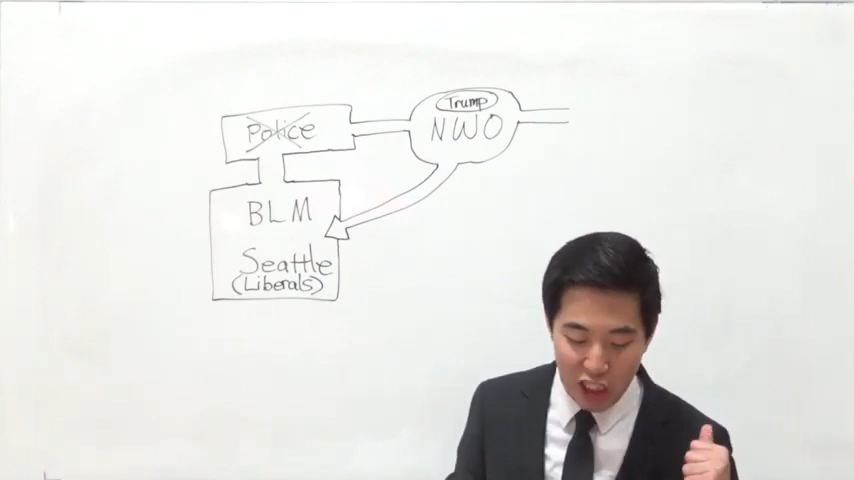 Trump
NWO
Police
BLM
Seattle
(Liberals)